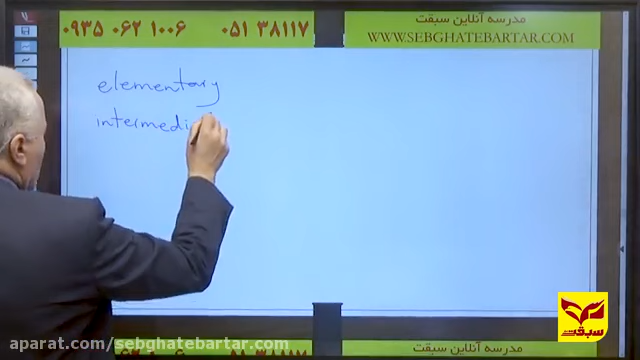 ۰۹۳۵ ۰۶۲ ۱۰۰۶
۰۵۱ ۳۸۱۱۷
مدرسه آنلاین سبقت
WWW.SEBGHATEBARTAR.COM
elementary
intermedi
سبقت
مدرسه آنلاین سبقت
aparat.com/sebghatebartar.com